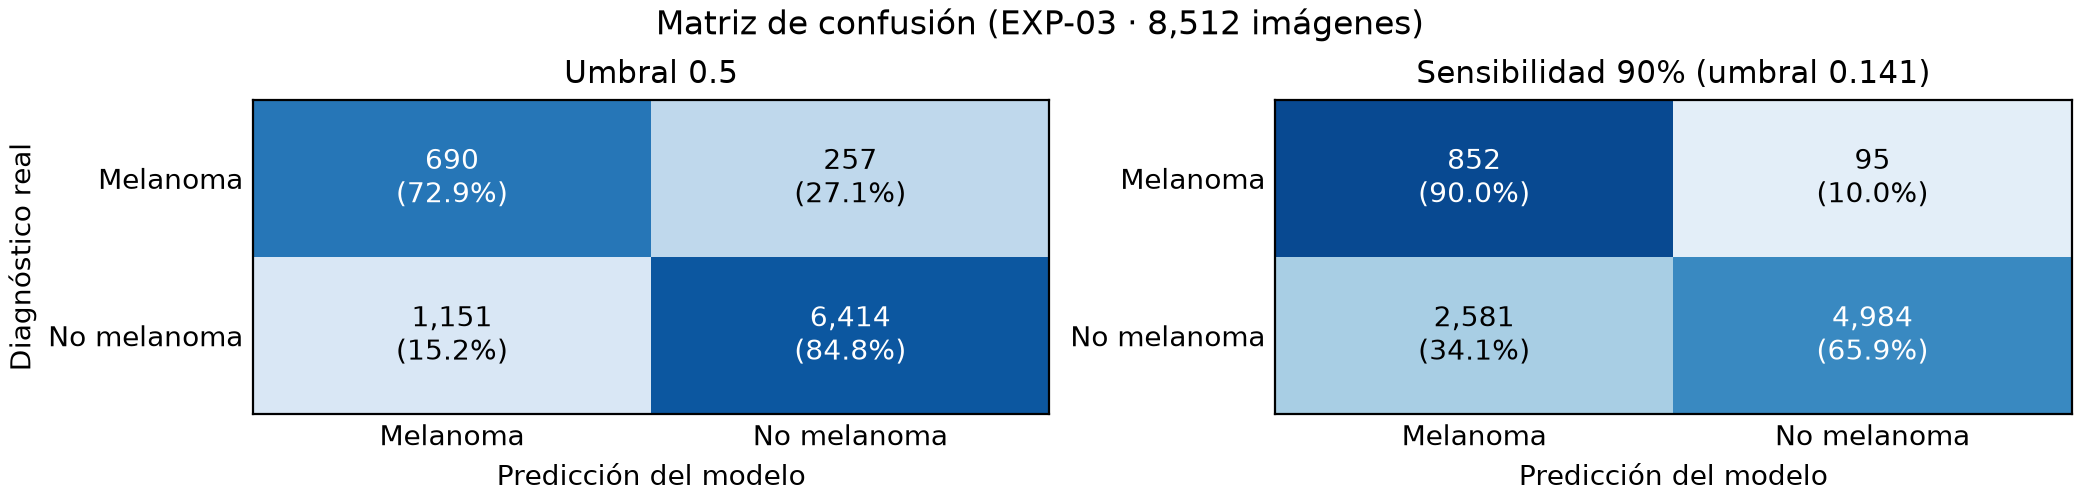 Matriz de confusión (EXP-03 · 8,512 imágenes)
Umbral 0.5
Diagnóstico real
Melanoma
690
(72.9%)
257
(27.1%)
No melanoma
1,151
(15.2%)
6,414
(84.8%)
Melanoma
No melanoma
Predicción del modelo
Sensibilidad 90% (umbral 0.141)
Melanoma
852
(90.0%)
95
(10.0%)
No melanoma
2,581
(34.1%)
4,984
(65.9%)
Melanoma
No melanoma
Predicción del modelo